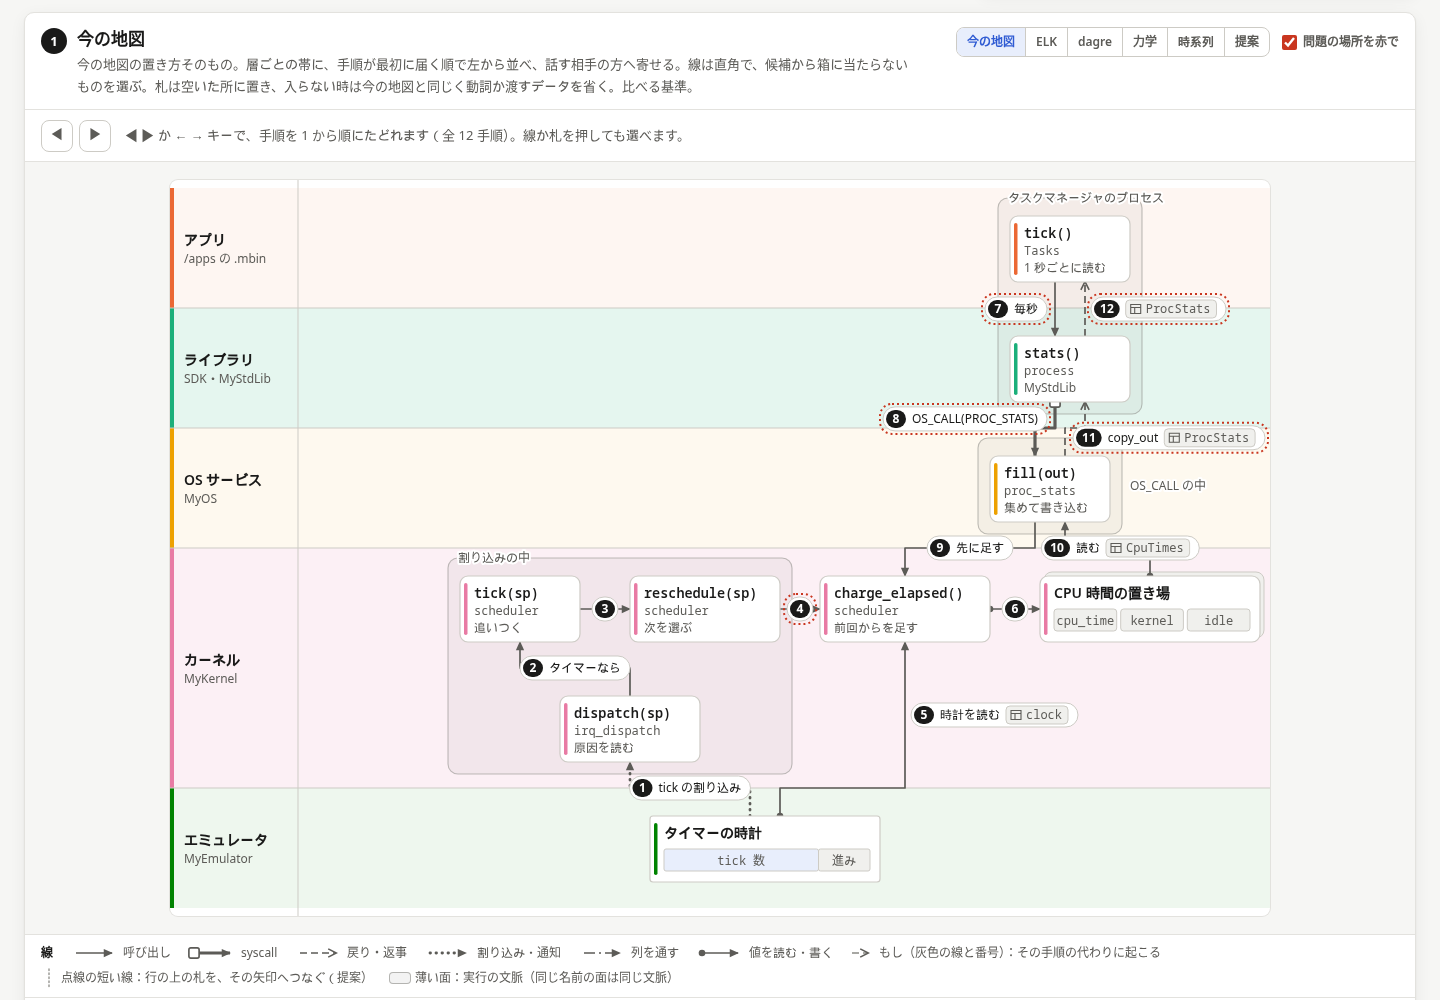 1 今の地図
今の地図の置き方そのもの。層ごとの帯に、手順が最初に届く順で左から並べ、話す相手の方へ寄せる。線は直角で、候補から箱に当たらない
ものを選ぶ。札は空いた所に置き、入らない時は今の地図と同じく動詞か渡すデータを省く。比べる基準。
今の地図 ELK dagre 力学 時系列 提案 問題の場所を赤で
◀ ▶ ◀ ▶ か ← → キーで、手順を 1 から順にたどれます ( 全 12 手順）。線か札を押しても選べます。
タスクマネージャのプロセス
アプリ
/apps の .mbin
tick()
Tasks
1 秒ごとに読む
7 毎秒
12 ProcStats
ライブラリ
SDK・MyStdLib
stats()
process
MyStdLib
8 OS_CALL(PROC_STATS)
11 copy_out ProcStats
OS サービス
MyOS
fill(out)
proc_stats
集めて書き込む
OS_CALL の中
9 先に足す
10 読む CpuTimes
割り込みの中
tick(sp)
scheduler
追いつく
3
reschedule(sp)
scheduler
次を選ぶ
4
charge_elapsed()
scheduler
前回からを足す
6
CPU 時間の置き場
cpu_time kernel idle
カーネル
MyKernel
2 タイマーなら
dispatch(sp)
irq_dispatch
原因を読む
5 時計を読む clock
1 tick の割り込み
エミュレータ
MyEmulator
タイマーの時計
tick 数 進み
線 呼び出し syscall 戻り・返事 割り込み・通知 列を通す 値を読む・書く もし（灰色の線と番号）：その手順の代わりに起こる
点線の短い線：行の上の札を、その矢印へつなぐ ( 提案） 薄い面：実行の文脈（同じ名前の面は同じ文脈）